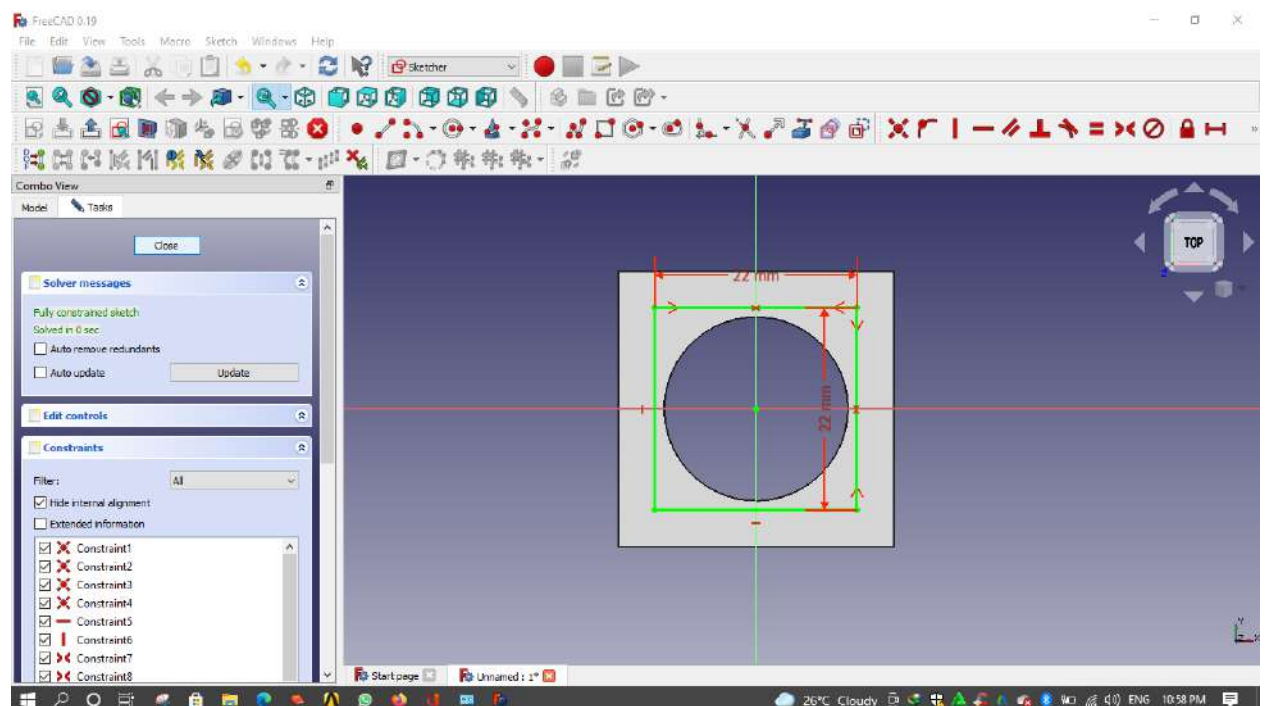 FreeCAD 0.19
File Edit View Tools Macro Sketch Windows Help
Sketcher
Combo View
Model Tasks
Close
Solver messages
Fully constrained sketch
Solved in 0 sec
Auto remove redundants
Auto update Update
Edit controls
Constraints
Filter: All
Hide internal alignment
Extended information
Constraint1
Constraint2
Constraint3
Constraint4
Constraint5
Constraint6
Constraint7
Constraint8
22 mm
22 mm
TOP
Z
Y
Z X
Start page Unnamed : 1*
26°C Cloudy ENG 10:58 PM